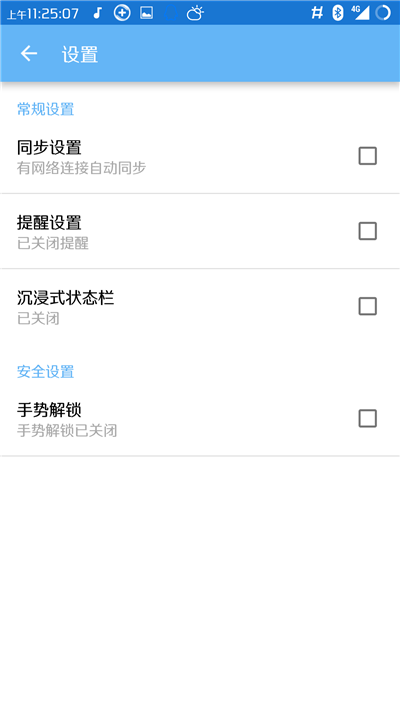 上午11:25:07 4G
设置
常规设置
同步设置
有网络连接自动同步
提醒设置
已关闭提醒
沉浸式状态栏
已关闭
安全设置
手势解锁
手势解锁已关闭